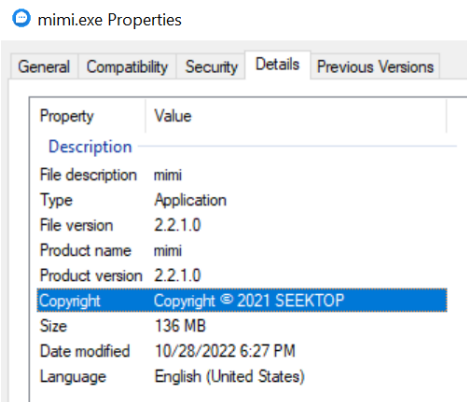 mimi.exe Properties
General Compatibility Security Details Previous Versions
Property Value
Description
File description mimi
Type Application
File version 2.2.1.0
Product name mimi
Product version 2.2.1.0
Copyright Copyright © 2021 SEEKTOP
Size 136 MB
Date modified 10/28/2022 6:27 PM
Language English (United States)